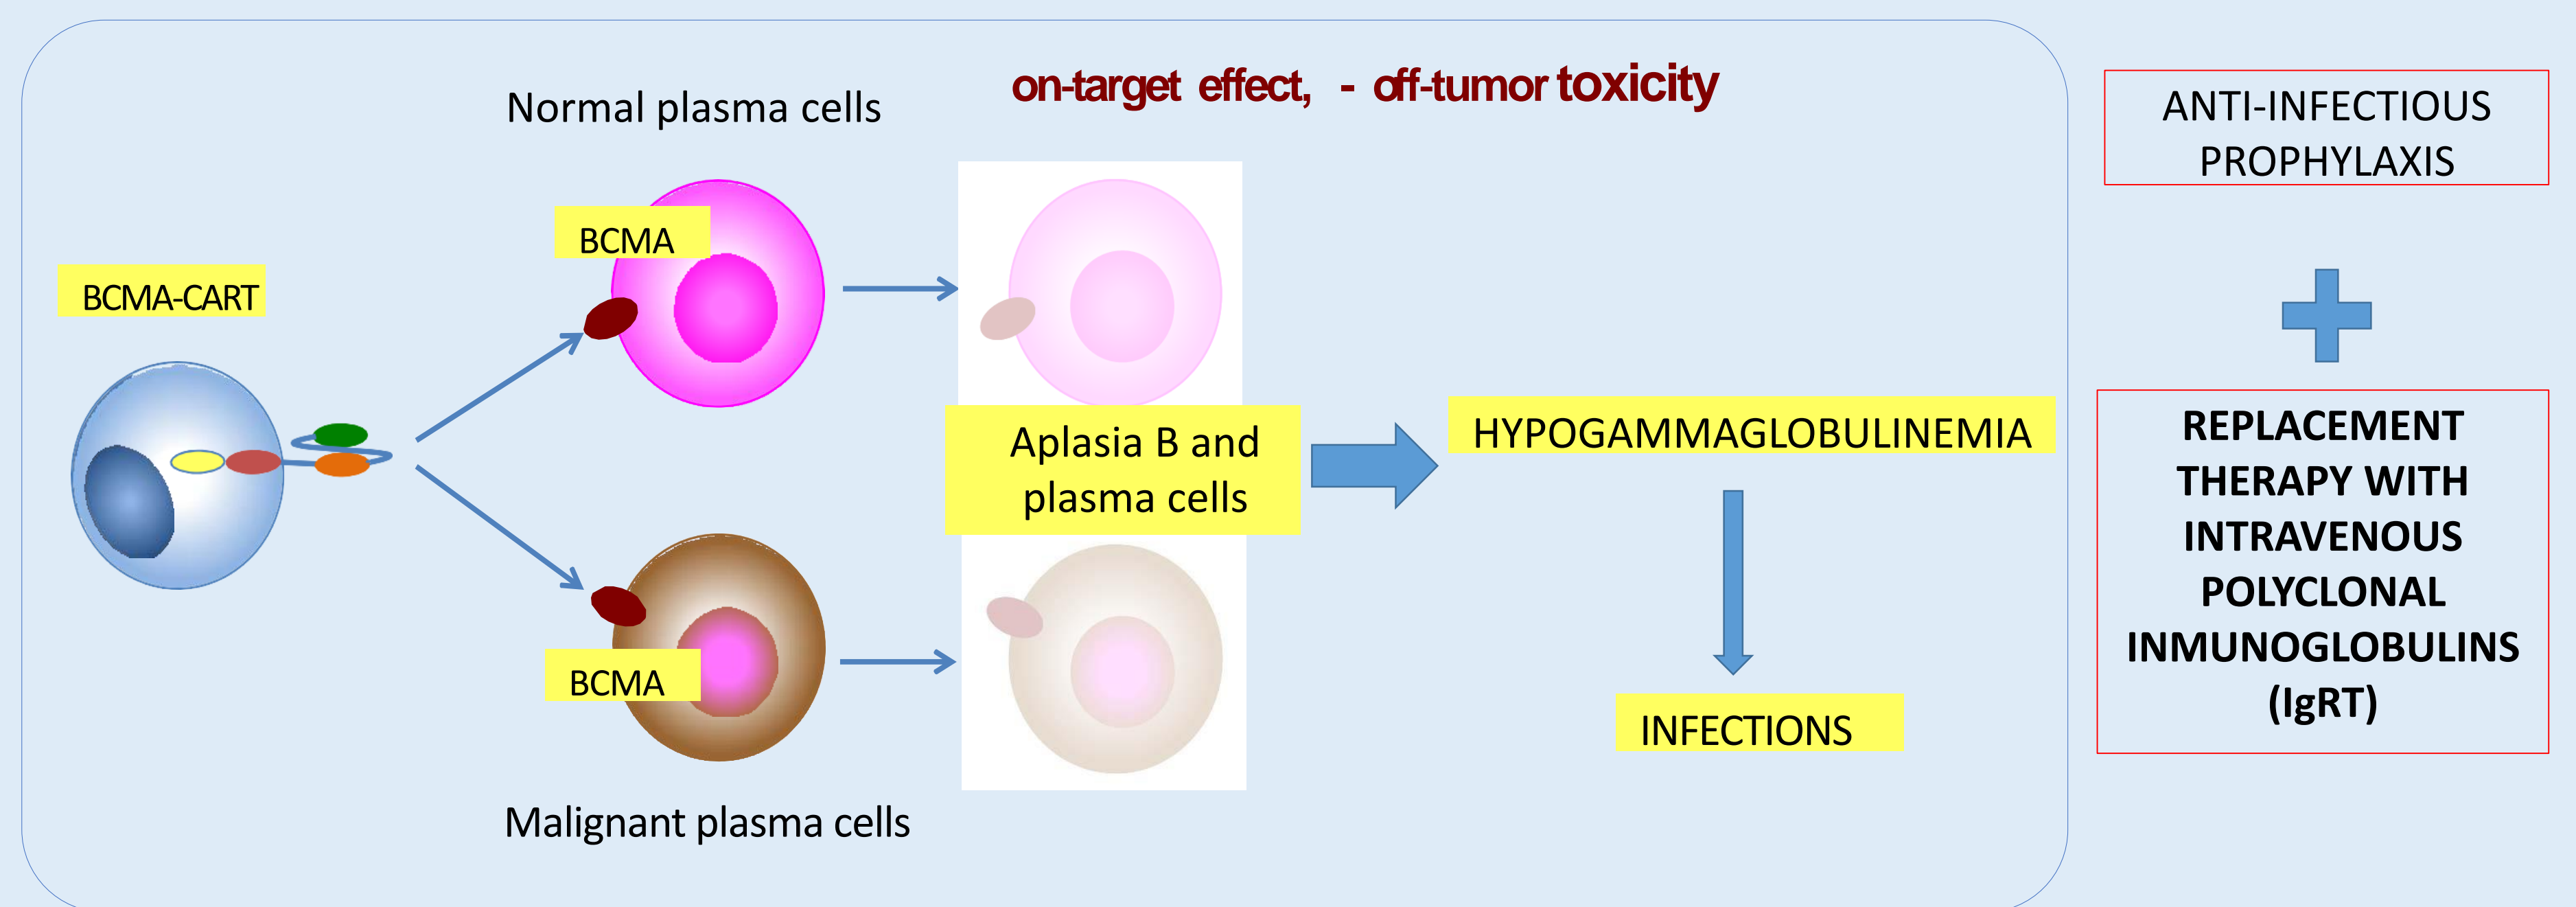 on-target effect, - off-tumor toxicity
Normal plasma cells
BCMA
BCMA-CART
Aplasia B and
plasma cells
HYPOGAMMAGLOBULINEMIA
BCMA
INFECTIONS
Malignant plasma cells
ANTI-INFECTIOUS
PROPHYLAXIS
REPLACEMENT
THERAPY WITH
INTRAVENOUS
POLYCLONAL
INMUNOGLOBULINS
(IgRT)